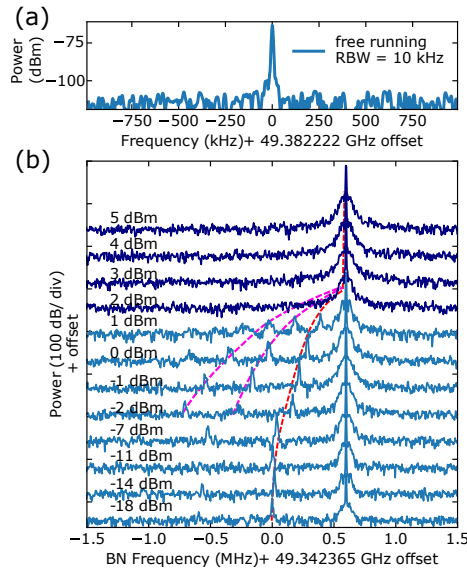 (a)
Power
(dBm)
−75
−100
free running
RBW = 10 kHz
−750 −500 −250 0 250 500 750
Frequency (kHz)+ 49.382222 GHz offset
(b)
Power (100 dB/ div)
+ offset
5 dBm
4 dBm
3 dBm
2 dBm
1 dBm
0 dBm
-1 dBm
-2 dBm
-7 dBm
-11 dBm
-14 dBm
-18 dBm
−1.5 −1.0 −0.5 0.0 0.5 1.0 1.5
BN Frequency (MHz)+ 49.342365 GHz offset